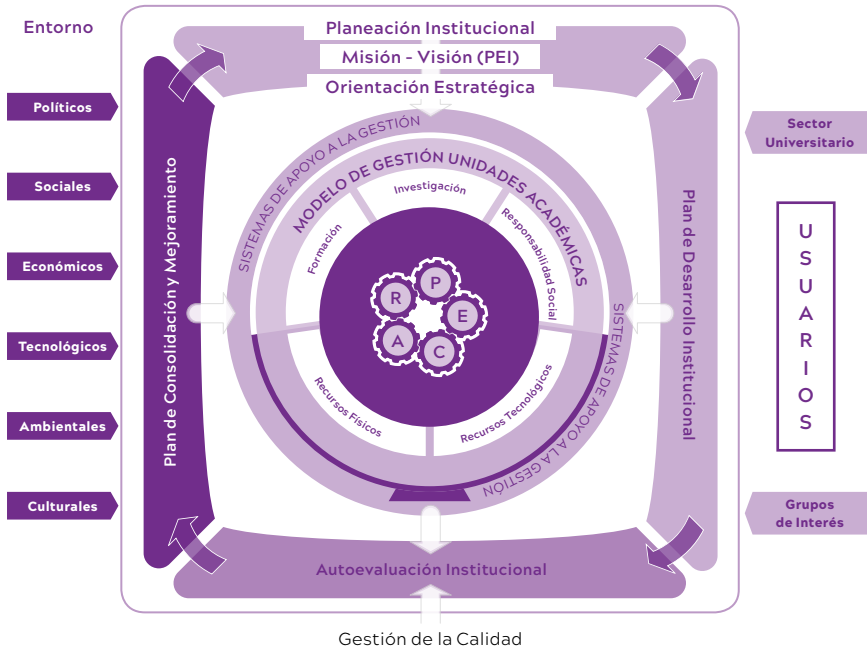 Entorno
Planeación Institucional
Misión - Visión (PEI)
Orientación Estratégica
Políticos
Sociales
Económicos
Tecnológicos
Ambientales
Culturales
Plan de Consolidación y Mejoramiento
SISTEMAS DE APOYO A LA GESTIÓN
MODELO DE GESTIÓN UNIDADES ACADÉMICAS
Investigación
Formación
Responsabilidad Social
P
R
E
A
C
Recursos Físicos
Recursos Tecnológicos
SISTEMAS DE APOYO A LA GESTIÓN
Plan de Desarrollo Institucional
Sector
Universitario
U
S
U
A
R
I
O
S
Grupos
de Interés
Autoevaluación Institucional
Gestión de la Calidad